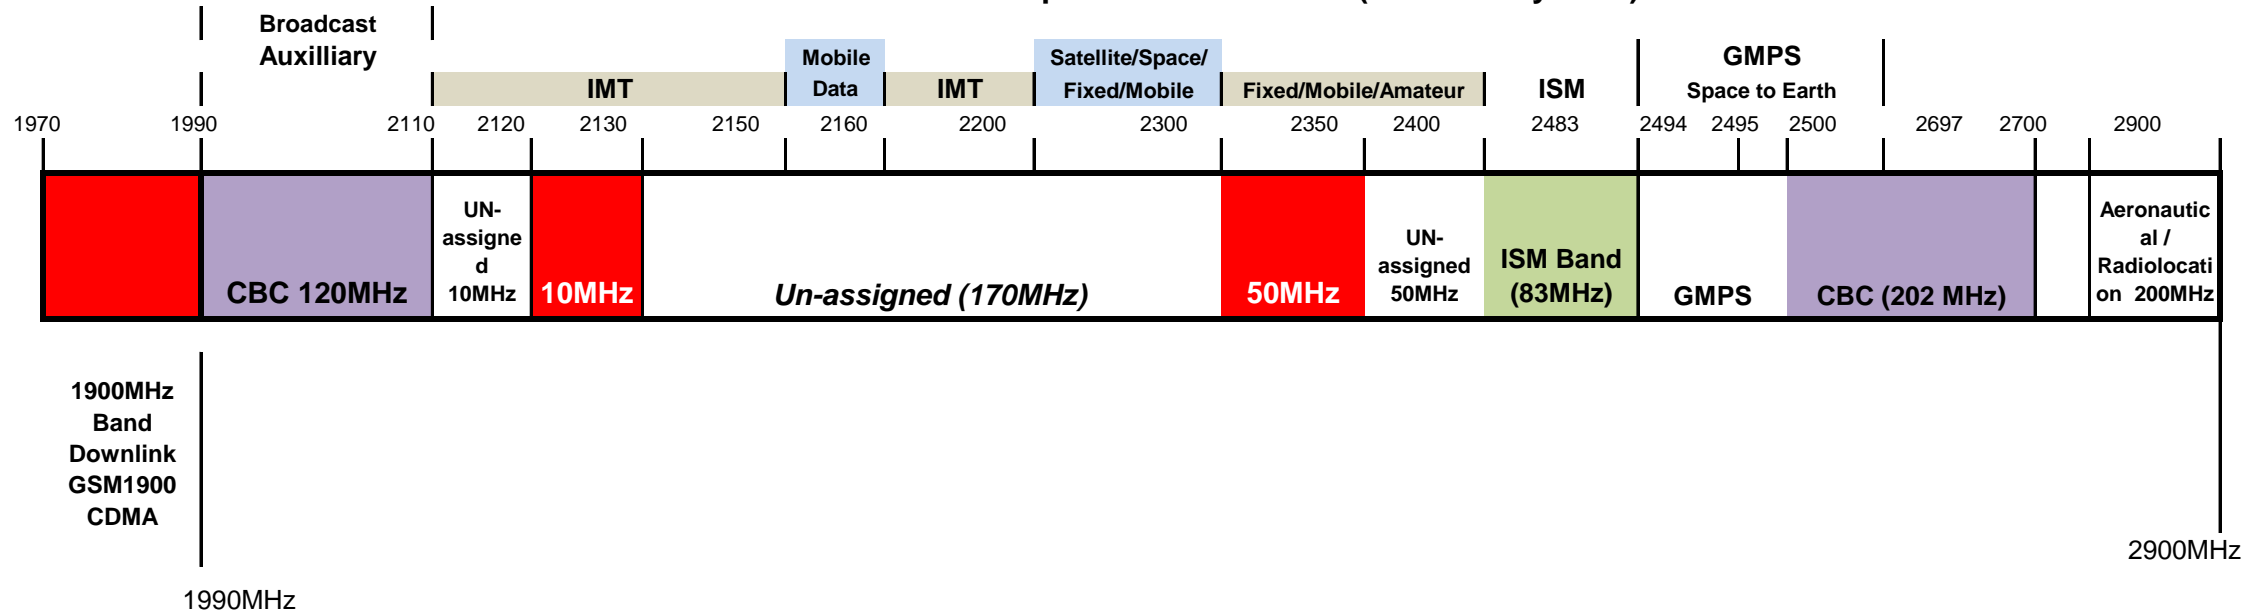 Broadcast
Auxilliary
Mobile
Data
Satellite/Space/
Fixed/Mobile
GMPS
Space to Earth
IMT
IMT
Fixed/Mobile/Amateur
ISM
1970 1990 2110 2120 2130 2150 2160 2200 2300 2350 2400 2483 2494 2495 2500 2697 2700 2900
CBC 120MHz
UN-
assigne
d
10MHz
10MHz
Un-assigned (170MHz)
50MHz
UN-
assigned
50MHz
ISM Band
(83MHz)
GMPS
CBC (202 MHz)
Aeronautic
al /
Radiolocati
on 200MHz
1900MHz
Band
Downlink
GSM1900
CDMA
2900MHz
1990MHz